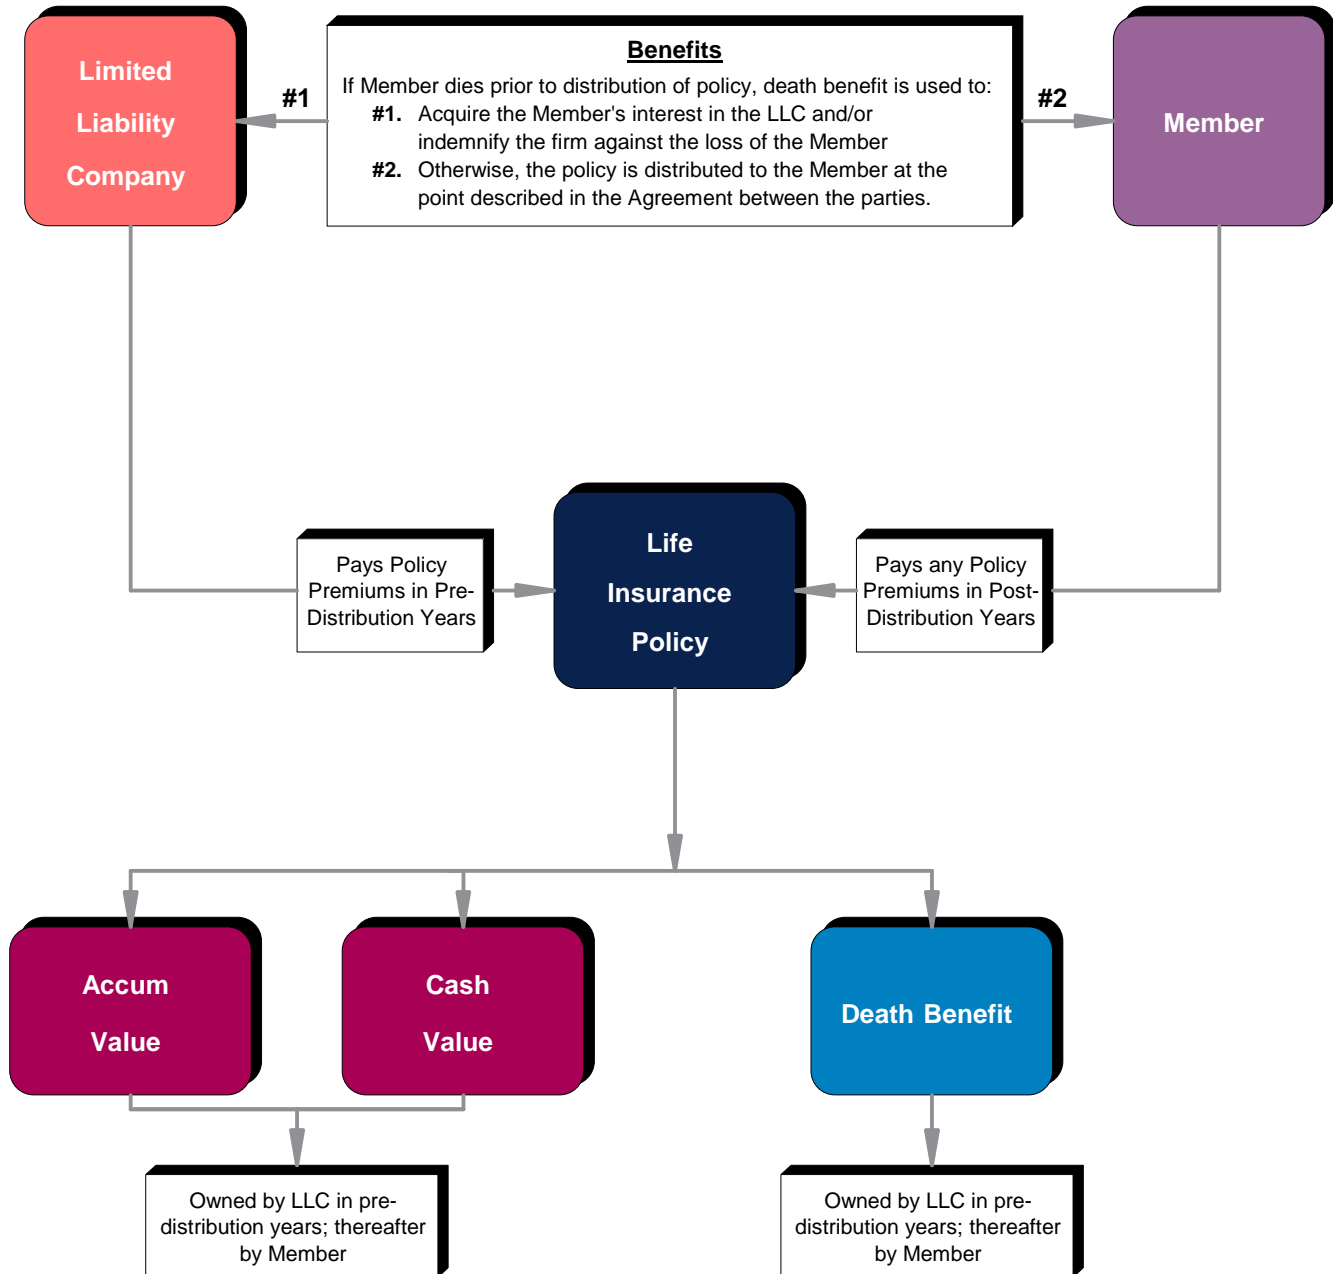 Limited
Liability
Company
#1
Benefits
If Member dies prior to distribution of policy, death benefit is used to:
#1. Acquire the Member's interest in the LLC and/or
indemnify the firm against the loss of the Member
#2. Otherwise, the policy is distributed to the Member at the
point described in the Agreement between the parties.
#2
Member
Pays Policy
Premiums in Pre-
Distribution Years
Life
Insurance
Policy
Pays any Policy
Premiums in Post-
Distribution Years
Accum
Value
Cash
Value
Death Benefit
Owned by LLC in pre-
distribution years; thereafter
by Member
Owned by LLC in pre-
distribution years; thereafter
by Member